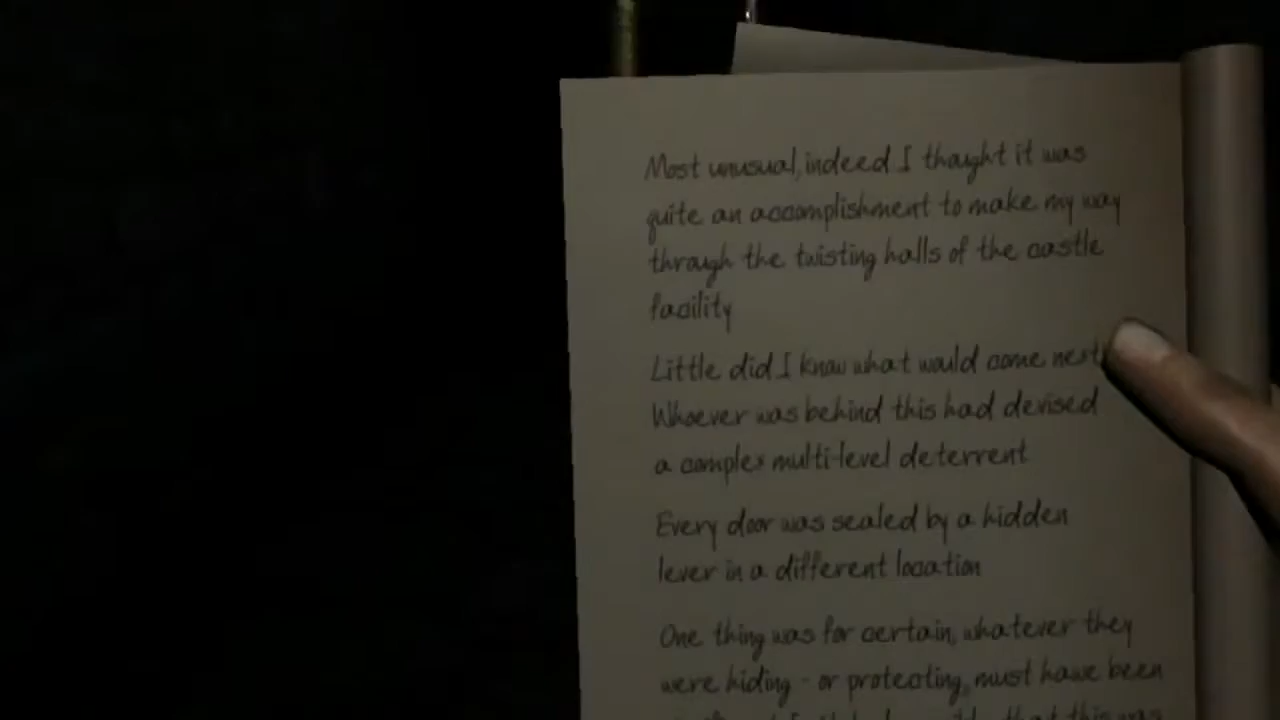 Most unusual, indeed I thought it was
quite an accomplishment to make my way
through the twisting halls of the castle
facility
Little did I know what would come next
Whoever was behind this had devised
a complex multi-level deterrent
Every door was sealed by a hidden
lever in a different location
One thing was for certain, whatever they
were hiding - or protecting, must have been